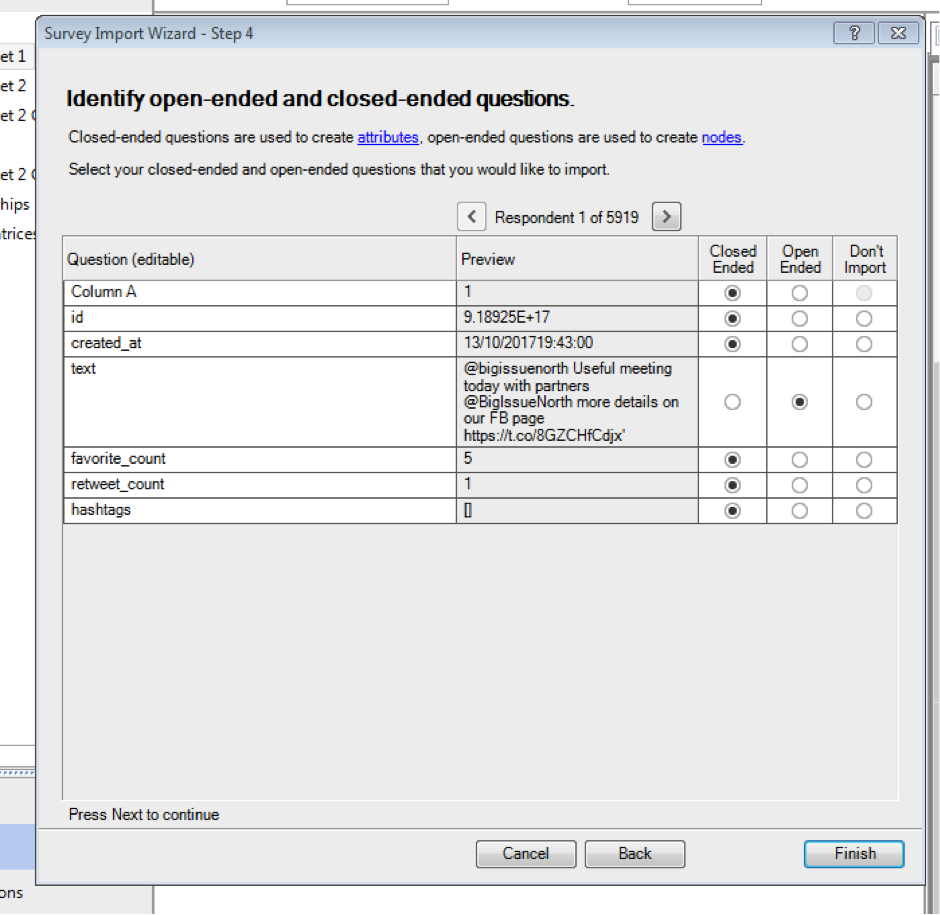 Survey Import Wizard - Step 4
et 1
et 2
et 2
et 2
hips
trices
Identify open-ended and closed-ended questions.
Closed-ended questions are used to create attributes, open-ended questions are used to create nodes.
Select your closed-ended and open-ended questions that you would like to import.
Respondent 1 of 5919
Question (editable) Preview Closed Ended Open Ended Don't Import
Column A 1
id 9.18925E+17
created_at 13/10/201719:43:00
text @bigissuenorth Useful meeting
today with partners
@BigIssueNorth more details on
our FB page
https://t.co/8GZCHfCdjx'
favorite_count 5
retweet_count 1
hashtags []
Press Next to continue
Cancel Back Finish
ons